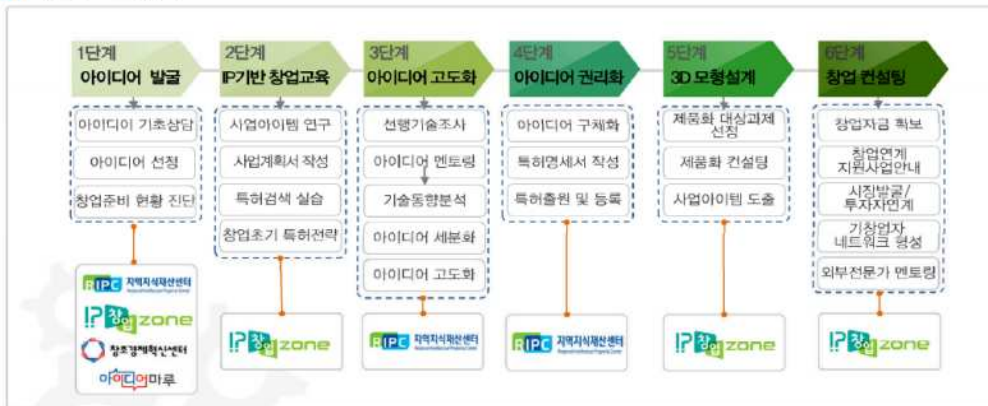 1단계
아이디어 발굴
아이디어 기초상담
아이디어 선정
창업준비 현황 진단
RIPC 지역지식재산센터
Regional Intellectual Property Center
IP 창업 zone
창조경제혁신센터
아이디어마루
2단계
IP기반 창업교육
사업아이템 연구
사업계획서 작성
특허검색 실습
창업초기 특허전략
IP 창업 zone
3단계
아이디어 고도화
선행기술조사
아이디어 멘토링
기술동향분석
아이디어 세분화
아이디어 고도화
RIPC 지역지식재산센터
Regional Intellectual Property Center
4단계
아이디어 권리화
아이디어 구체화
특허명세서 작성
특허출원 및 등록
RIPC 지역지식재산센터
Regional Intellectual Property Center
5단계
3D 모형설계
제품화 대상과제
선정
제품화 컨설팅
사업아이템 도출
IP 창업 zone
6단계
창업 컨설팅
창업자금 확보
창업연계
지원사업안내
시장발굴/
투자자연계
기창업자
네트워크 형성
외부전문가 멘토링
IP 창업 zone